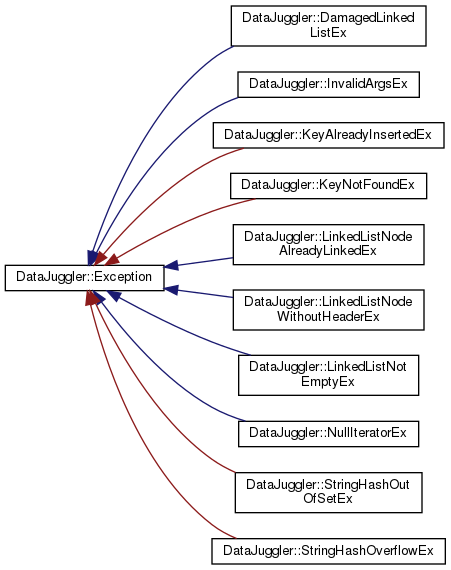 DataJuggler::DamagedLinked
ListEx
DataJuggler::InvalidArgsEx
DataJuggler::KeyAlreadyInsertedEx
DataJuggler::KeyNotFoundEx
DataJuggler::LinkedListNode
AlreadyLinkedEx
DataJuggler::Exception
DataJuggler::LinkedListNode
WithoutHeaderEx
DataJuggler::LinkedListNot
EmptyEx
DataJuggler::NullIteratorEx
DataJuggler::StringHashOut
OfSetEx
DataJuggler::StringHashOverflowEx